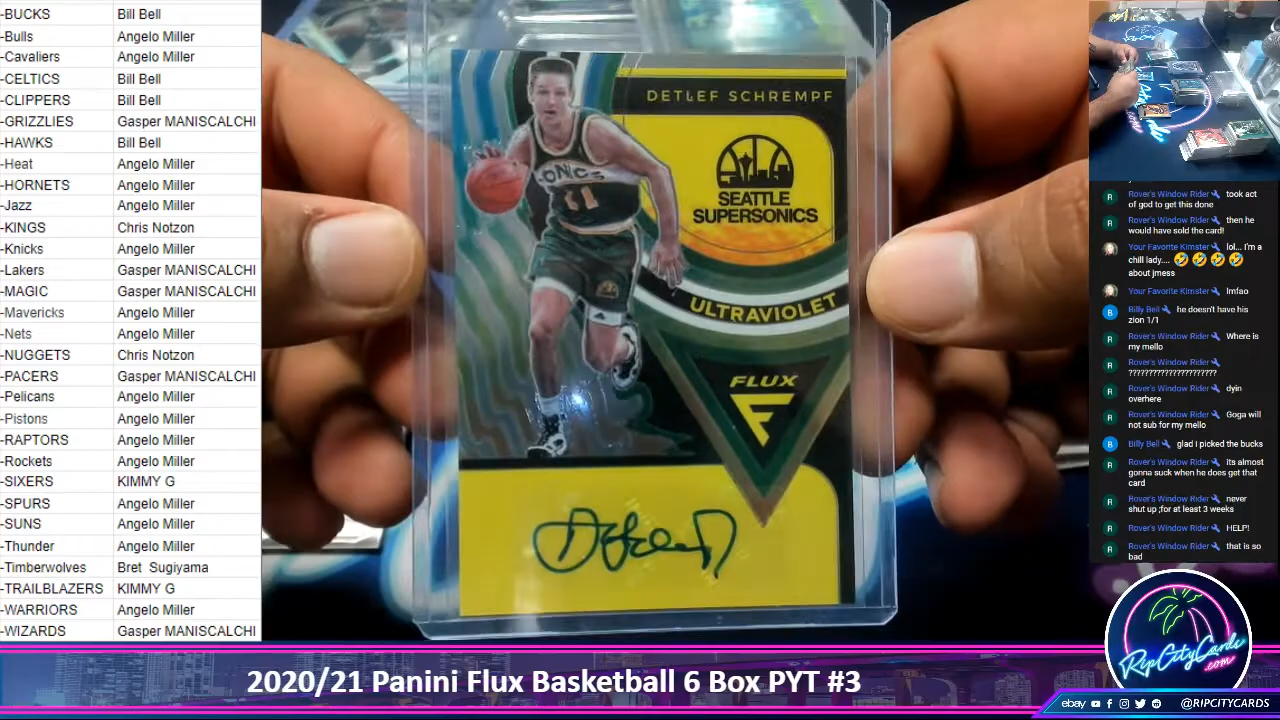 -BUCKS Bill Bell
-Bulls Angelo Miller
-Cavaliers Angelo Miller
-CELTICS Bill Bell
-CLIPPERS Bill Bell
-GRIZZLIES Gasper MANISCALCHI
-HAWKS Bill Bell
-Heat Angelo Miller
-HORNETS Angelo Miller
-Jazz Angelo Miller
-KINGS Chris Notzon
-Knicks Angelo Miller
-Lakers Gasper MANISCALCHI
-MAGIC Gasper MANISCALCHI
-Mavericks Angelo Miller
-Nets Angelo Miller
-NUGGETS Chris Notzon
-PACERS Gasper MANISCALCHI
-Pelicans Angelo Miller
-Pistons Angelo Miller
-RAPTORS Angelo Miller
-Rockets Angelo Miller
-SIXERS KIMMY G
-SPURS Angelo Miller
-SUNS Angelo Miller
-Thunder Angelo Miller
-Timberwolves Bret Sugiyama
-TRAILBLAZERS KIMMY G
-WARRIORS Angelo Miller
-WIZARDS Gasper MANISCALCHI
DETLEF SCHREMPF
SEATTLE
SUPERSONICS
SONICS
11
ULTRAVIOLET
FLUX
F
R Rover's Window Rider took act
of god to get this done
R Rover's Window Rider then he
would have sold the card!
Your Favorite Kimster lol... I'm a
chill lady.... 🤣 🤣 🤣 🤣
about jmess
Your Favorite Kimster lmfao
B Billy Bell he doesn't have his
zion 1/1
R Rover's Window Rider Where is
my mello
R Rover's Window Rider
?????????????????????
R Rover's Window Rider dyin
overhere
R Rover's Window Rider Goga will
not sub for my mello
B Billy Bell glad I picked the bucks
R Rover's Window Rider its almost
gonna suck when he does get that
card
R Rover's Window Rider never
shut up ;for at least 3 weeks
R Rover's Window Rider HELP!
R Rover's Window Rider that is so
bad
RipCityCards
.com
2020/21 Panini Flux Basketball 6 Box PYT #3
ebay @RIPCITYCARDS